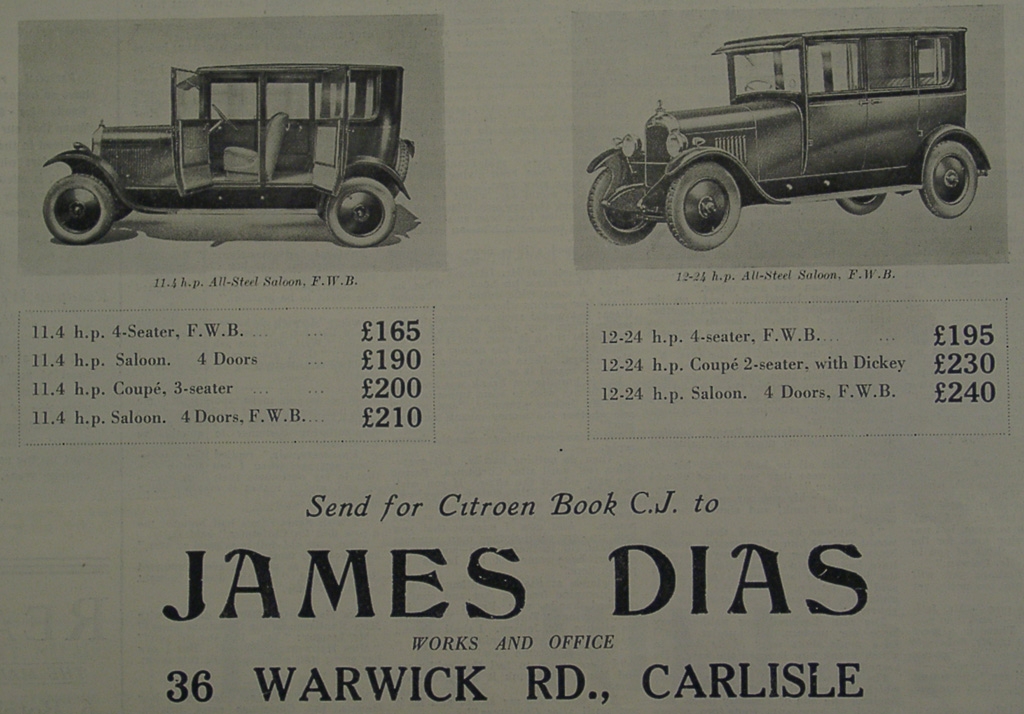 11.4 h.p. All-Steel Saloon, F.W.B.
11.4 h.p. 4-Seater, F.W.B. ... ... £165
11.4 h.p. Saloon. 4 Doors ... £190
11.4 h.p. Coupé, 3-seater ... ... £200
11.4 h.p. Saloon. 4 Doors, F.W.B.... £210
12-24 h.p. All-Steel Saloon, F.W.B.
12-24 h.p. 4-seater, F.W.B.... ... £195
12-24 h.p. Coupé 2-seater, with Dickey £230
12-24 h.p. Saloon. 4 Doors, F.W.B. £240
Send for Citroen Book C.J. to
JAMES DIAS
WORKS AND OFFICE
36 WARWICK RD., CARLISLE